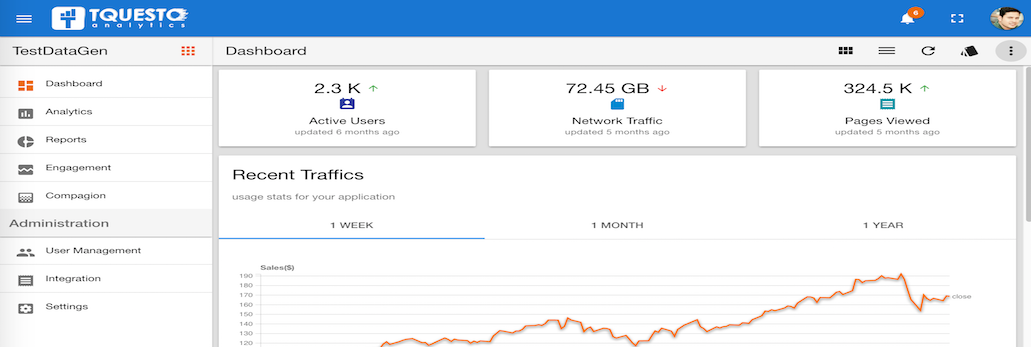 TQUESTO
analytics
6
TestDataGen
Dashboard
Dashboard
Analytics
Reports
Engagement
Compagion
Administration
User Management
Integration
Settings
2.3 K
Active Users
updated 6 months ago
72.45 GB
Network Traffic
updated 5 months ago
324.5 K
Pages Viewed
updated 5 months ago
Recent Traffics
usage stats for your application
1 WEEK
1 MONTH
1 YEAR
Sales($)
190
180
170
160
150
140
130
120
close